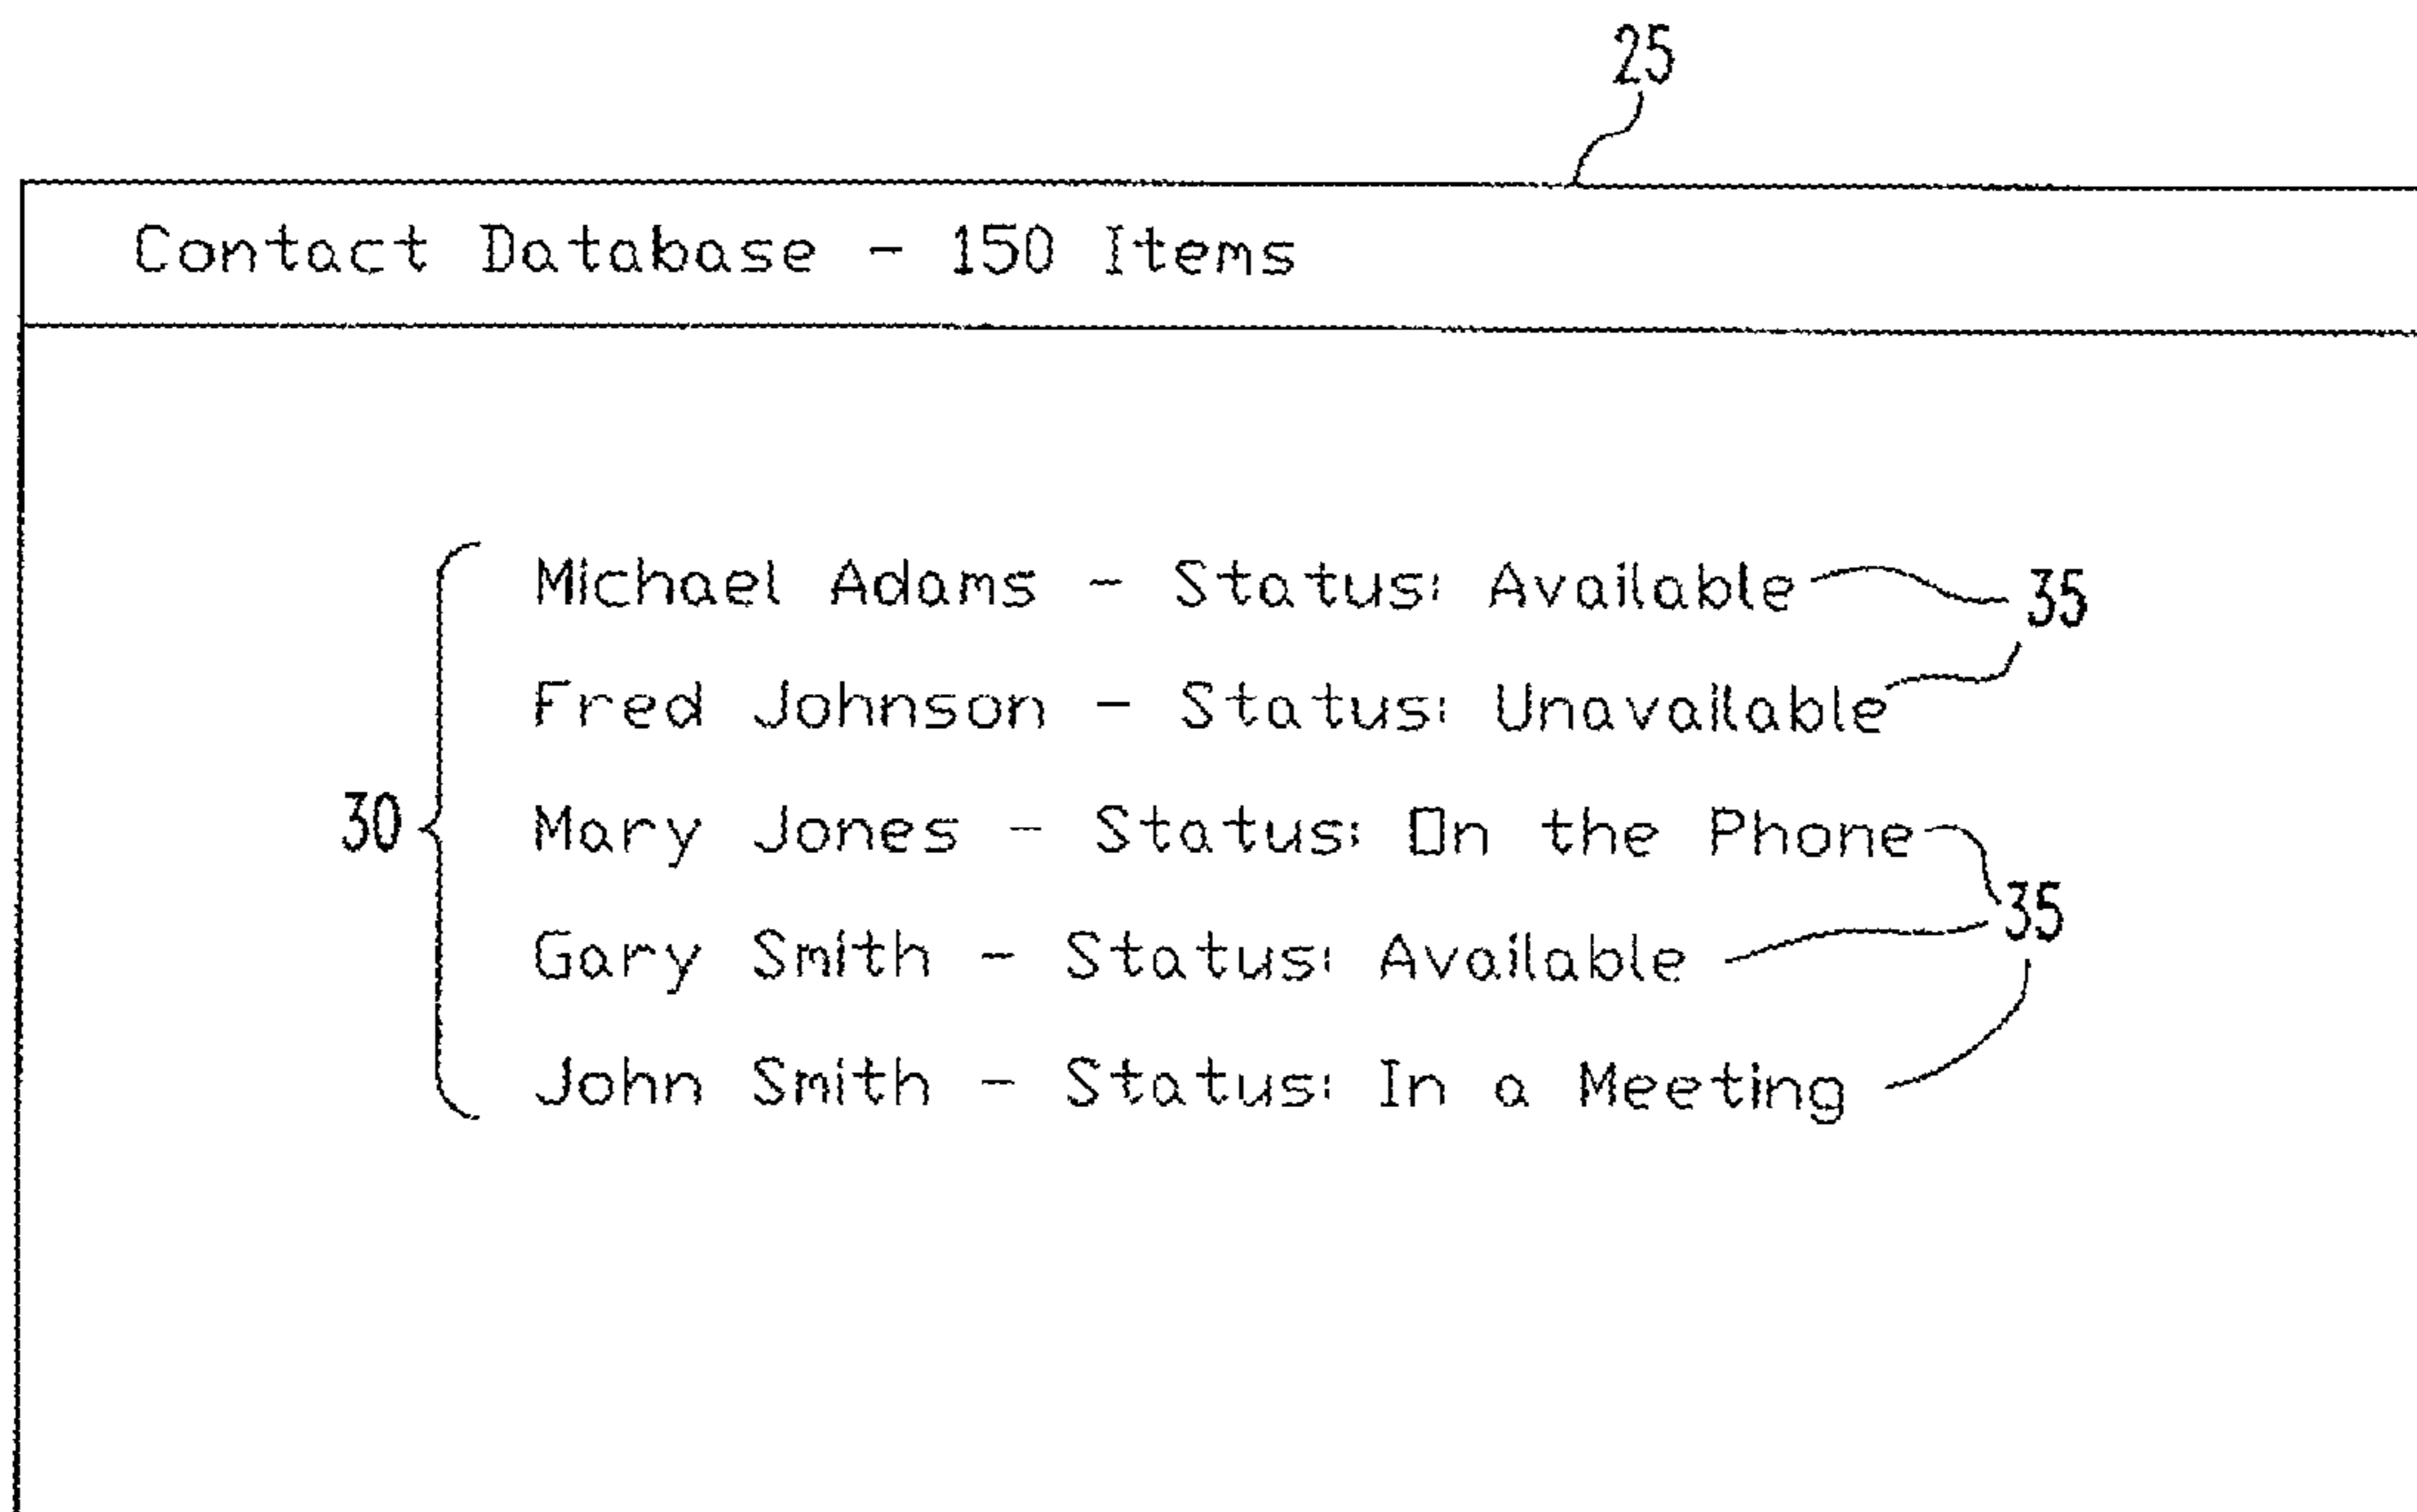 25
Contact Database - 150 Items
Michael Adams - Status: Available
35
Fred Johnson - Status: Unavailable
30
Mary Jones - Status: On the Phone
35
Gary Smith - Status: Available
John Smith - Status: In a Meeting